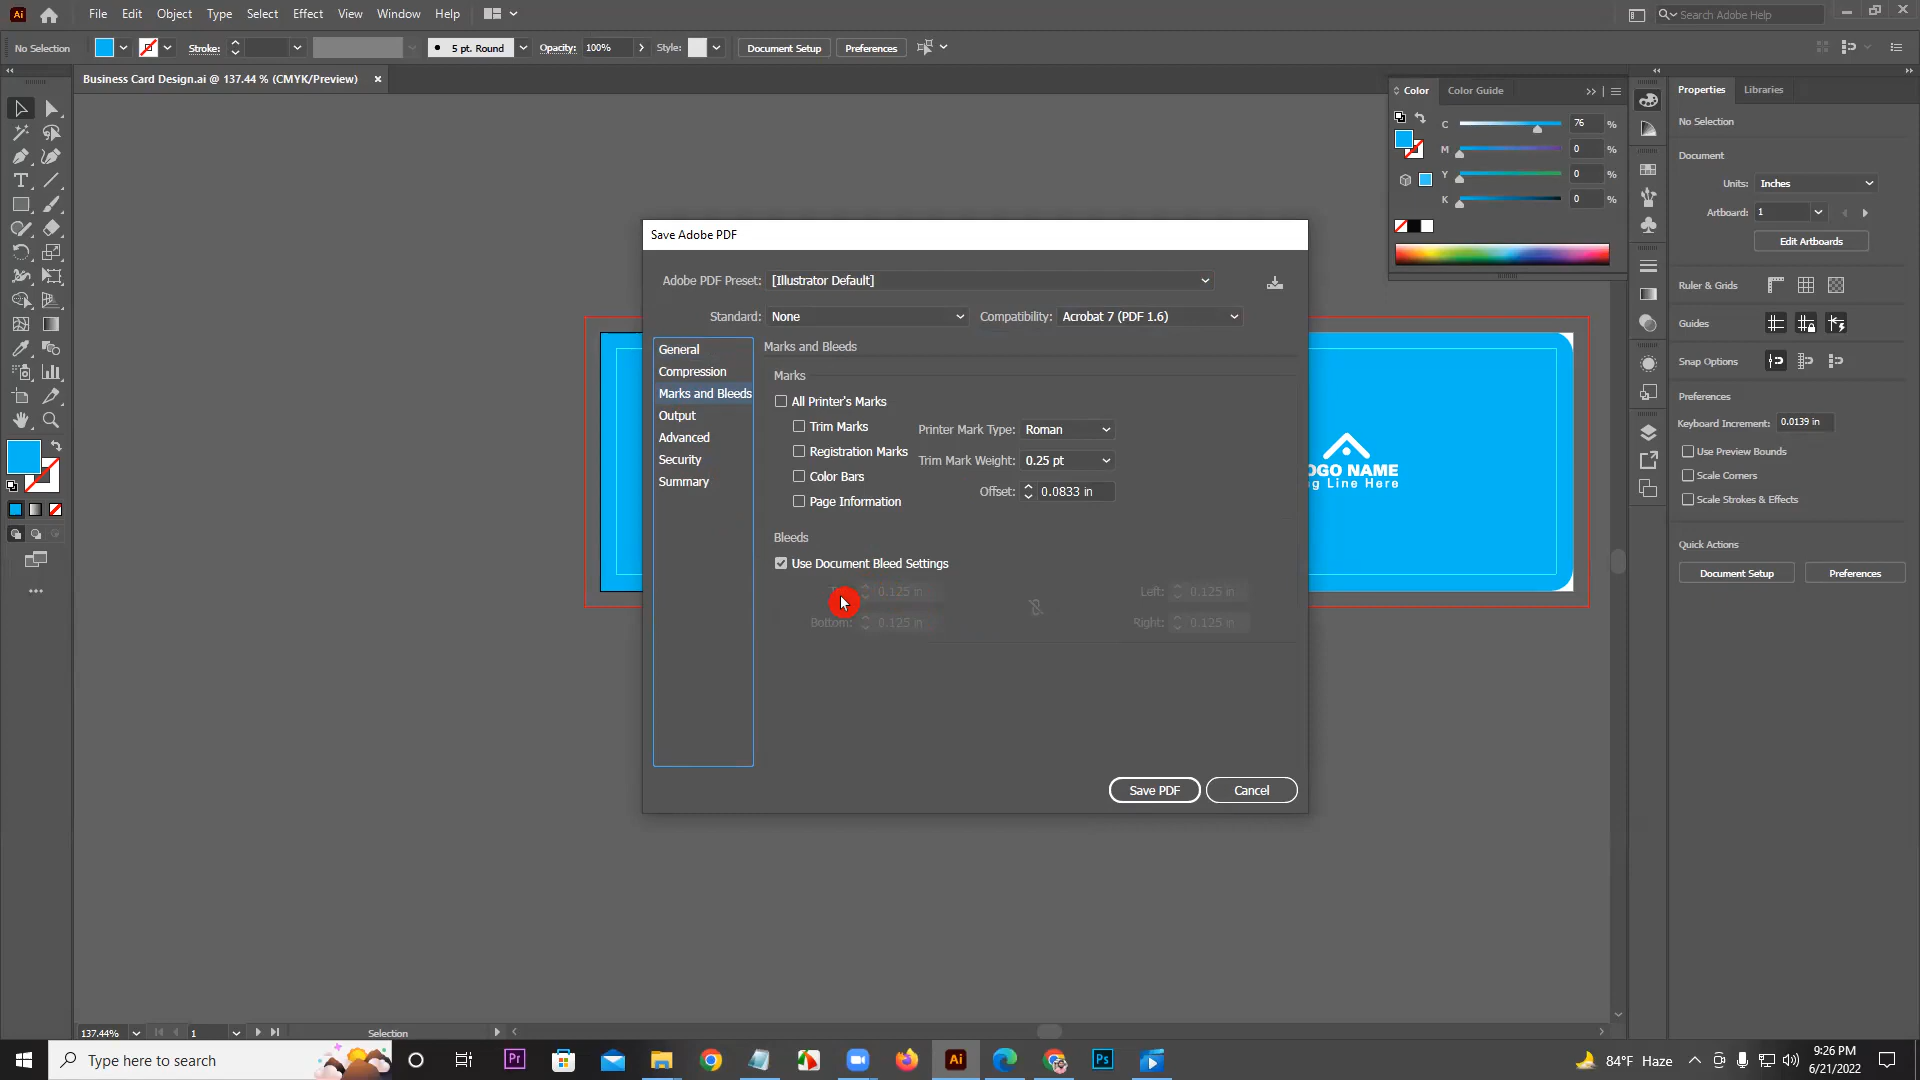 Ai File Edit Object Type Select Effect View Window Help Search Adobe Help
No Selection Stroke: 5 pt. Round Opacity: 100% Style: Document Setup Preferences
Business Card Design.ai @ 137.44 % (CMYK/Preview) ×
Color Color Guide
C 76 %
M 0 %
Y 0 %
K 0 %
Properties Libraries
No Selection
Document
Units: Inches
Artboard: 1
Edit Artboards
Ruler & Grids
Guides
Snap Options
Preferences
Keyboard Increment: 0.0139 in
Use Preview Bounds
Scale Corners
Scale Strokes & Effects
Quick Actions
Document Setup Preferences
Save Adobe PDF
Adobe PDF Preset: [Illustrator Default]
Standard: None Compatibility: Acrobat 7 (PDF 1.6)
General
Compression
Marks and Bleeds
Output
Advanced
Security
Summary
Marks and Bleeds
Marks
All Printer's Marks
Trim Marks Printer Mark Type: Roman
Registration Marks Trim Mark Weight: 0.25 pt
Color Bars
Offset: 0.0833 in
Page Information
Bleeds
Use Document Bleed Settings
0.125 in Left: 0.125 in
Bottom: 0.125 in Right: 0.125 in
Save PDF Cancel
OGO NAME
g Line Here
137.44% 1 Selection
Type here to search Pr Ai Ps 84°F Haze 9:26 PM
6/21/2022